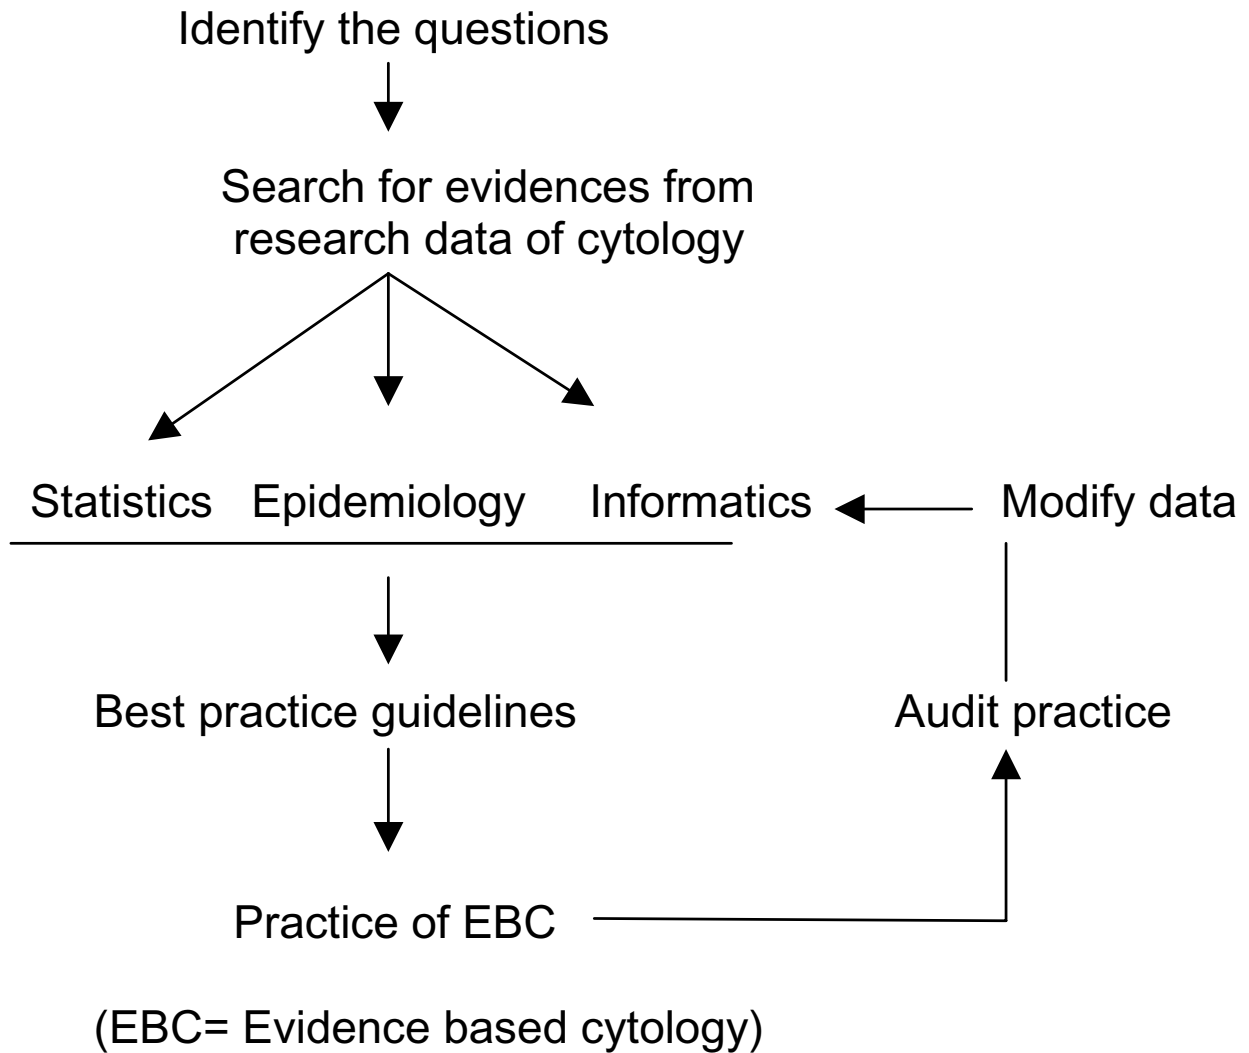 Identify the questions
Search for evidences from
research data of cytology
Statistics Epidemiology Informatics Modify data
Best practice guidelines Audit practice
Practice of EBC
(EBC= Evidence based cytology)